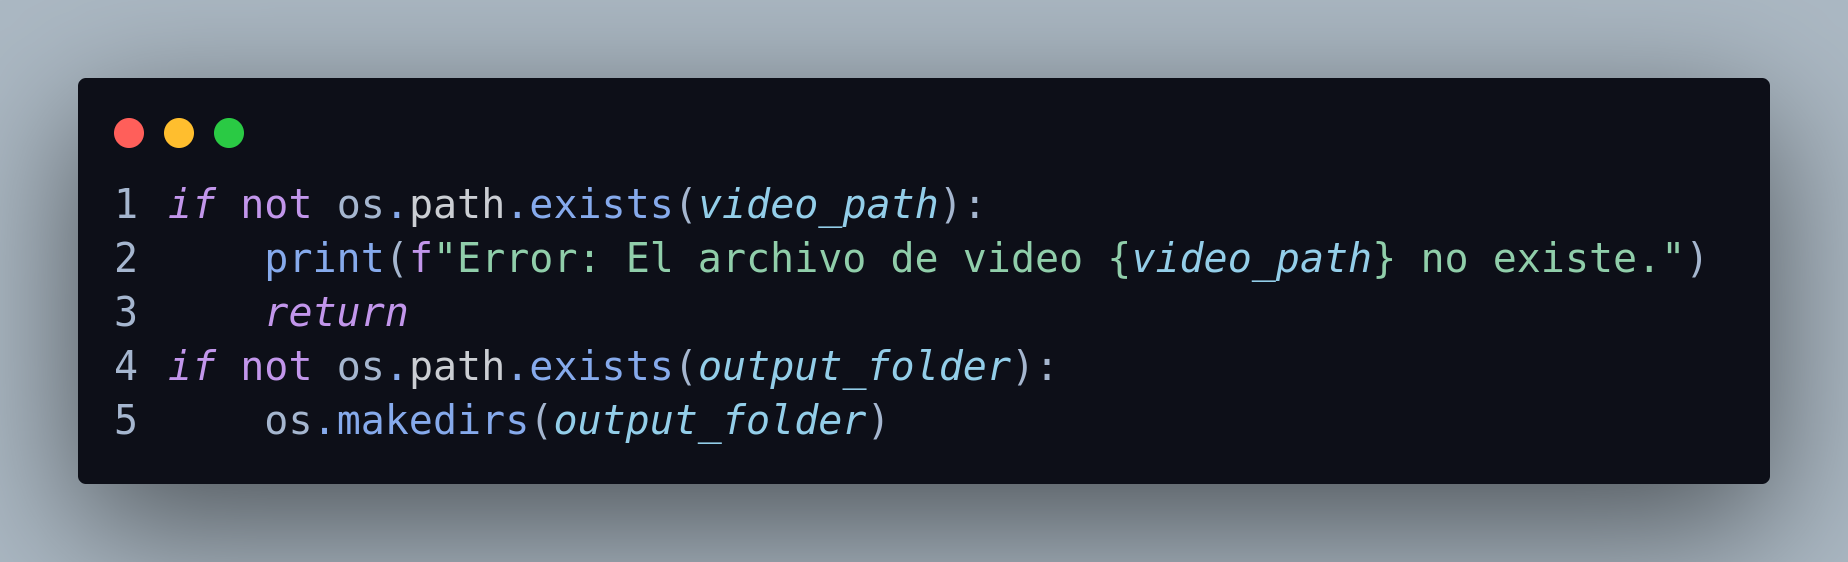 1 if not os.path.exists(video_path):
2     print(f"Error: El archivo de video {video_path} no existe.")
3     return
4 if not os.path.exists(output_folder):
5     os.makedirs(output_folder)